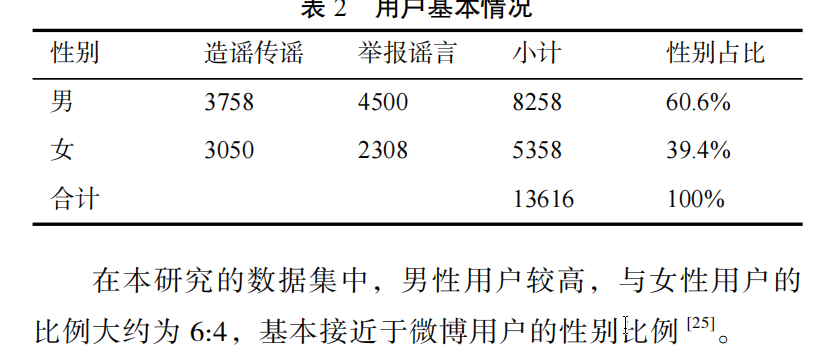 表 2 用户基本情况
性别 造谣传谣 举报谣言 小计 性别占比
男 3758 4500 8258 60.6%
女 3050 2308 5358 39.4%
合计 13616 100%
在本研究的数据集中，男性用户较高，与女性用户的
比例大约为 6:4，基本接近于微博用户的性别比例 [25]。